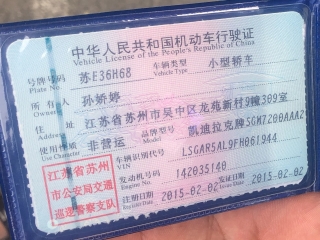 中华人民共和国机动车行驶证
Vehicle License of the People's Republic of China
号牌号码 苏E36H68 车辆类型 小型轿车
Plate No. Vehicle Type
所有人 孙娇婷
Owner
住址 江苏省苏州市吴中区龙苑新村9幢309室
Address
使用性质 非营运 品牌型号 凯迪拉克牌SGM7200AAA2
Use Character Model
江苏省苏州 车辆识别代号 LSGAR5AL9FH061944
VIN
市公安局交通 发动机号码 142035140
Engine No.
巡逻警察支队 注册日期 2015-02-02 发证日期 2015-02-02
Register Date Issue Date